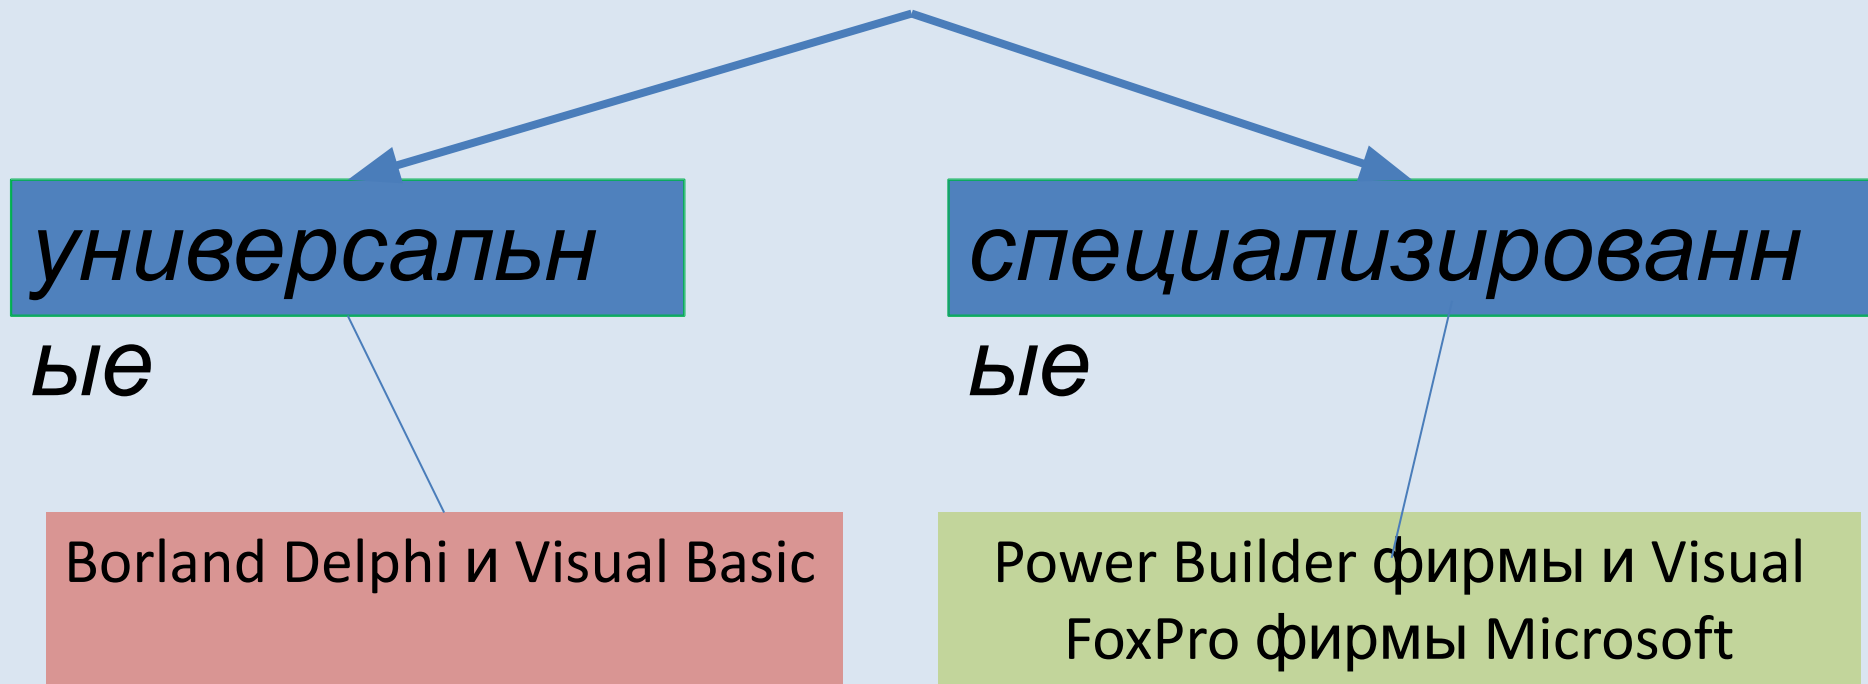 универсальн
ые
специализированн
ые
Borland Delphi и Visual Basic
Power Builder фирмы и Visual
FoxPro фирмы Microsoft